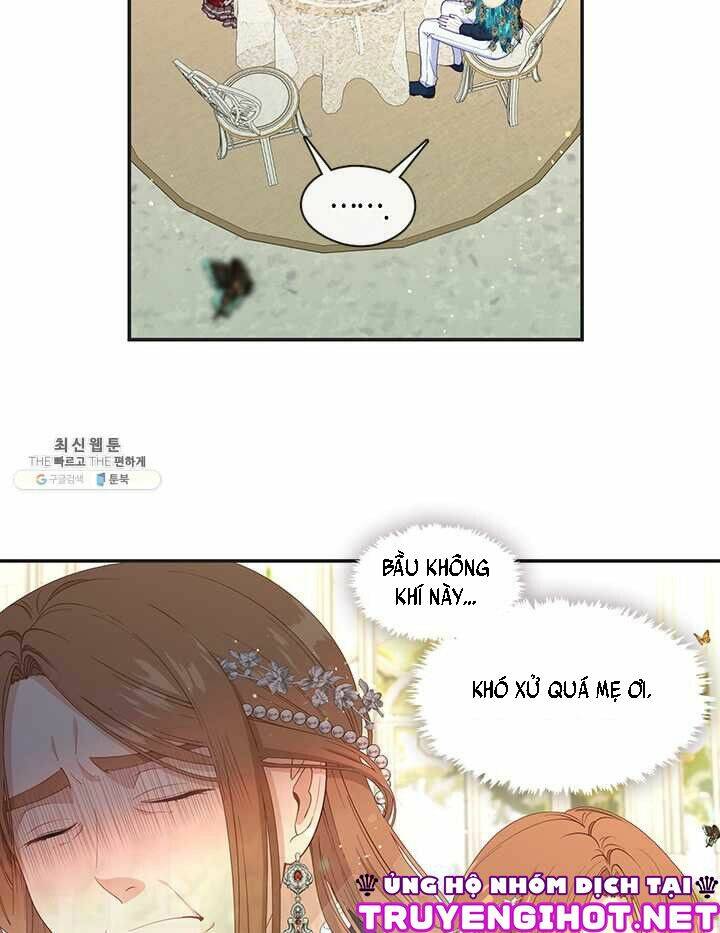 .......
최신웹툰
THE 빠르고 THE 편하게
구글검색 툰북
BẦU KHÔNG
KHÍ NÀY...
KHÓ XỬ QUÁ MẸ ƠI.
ỦNG HỘ NHÓM DỊCH TẠI
TRUYENGIHOT.NET